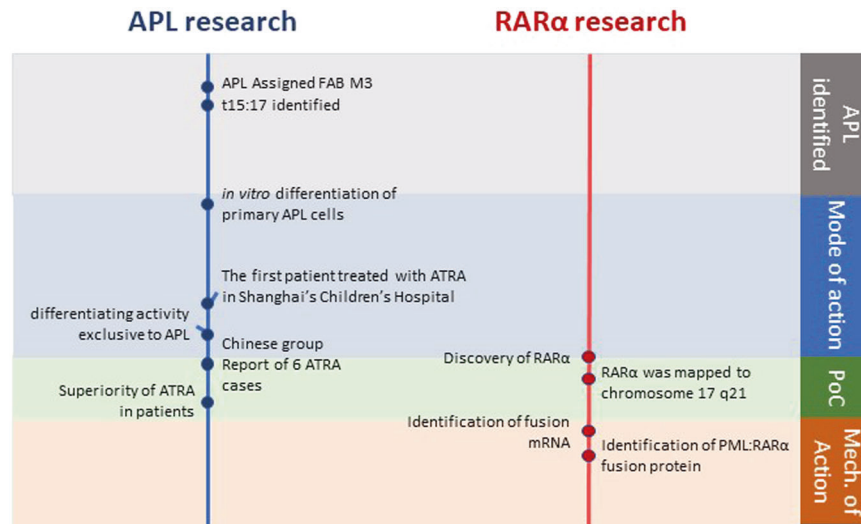 APL research
RARα research
APL Assigned FAB M3
t15:17 identified
APL
identified
in vitro differentiation of
primary APL cells
Mode of action
The first patient treated with ATRA
in Shanghai's Children's Hospital
differentiating activity
exclusive to APL
Chinese group
Report of 6 ATRA
cases
Discovery of RARα
RARα was mapped to
chromosome 17 q21
PoC
Superiority of ATRA
in patients
Identification of fusion
mRNA
Identification of PML:RARα
fusion protein
Mech. of
Action